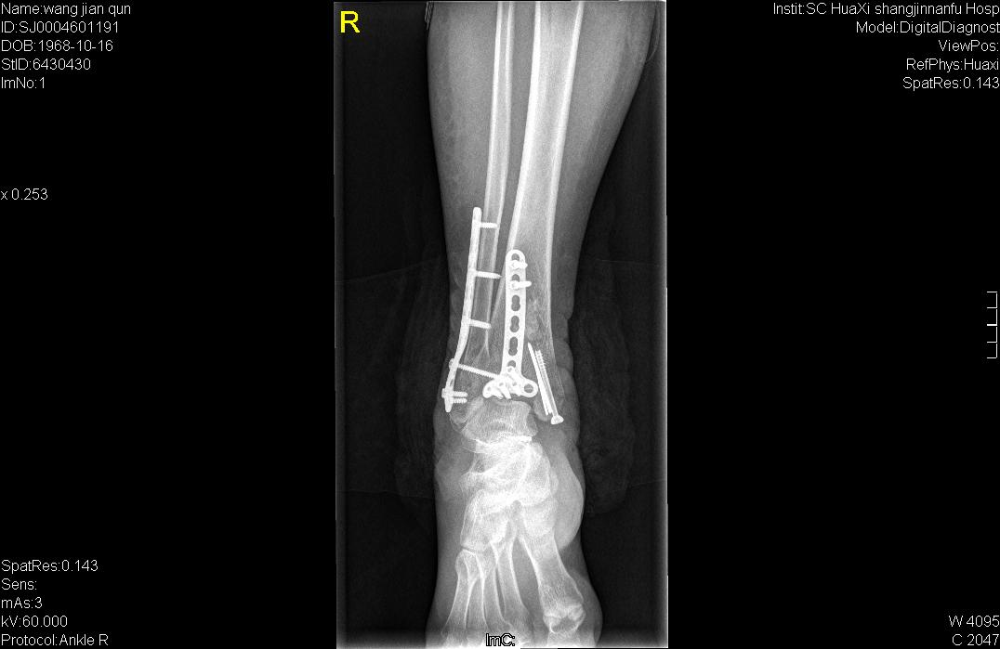 Name:wang jian qun
ID:SJ0004601191
DOB:1968-10-16
StID:6430430
ImNo:1
R
Instit:SC HuaXi shangjinnanfu Hosp
Model:DigitalDiagnost
ViewPos:
RefPhys:Huaxi
SpatRes:0.143
x 0.253
SpatRes:0.143
Sens:
mAs:3
kV:60.000
Protocol:Ankle R
ImC:
W 4095
C 2047